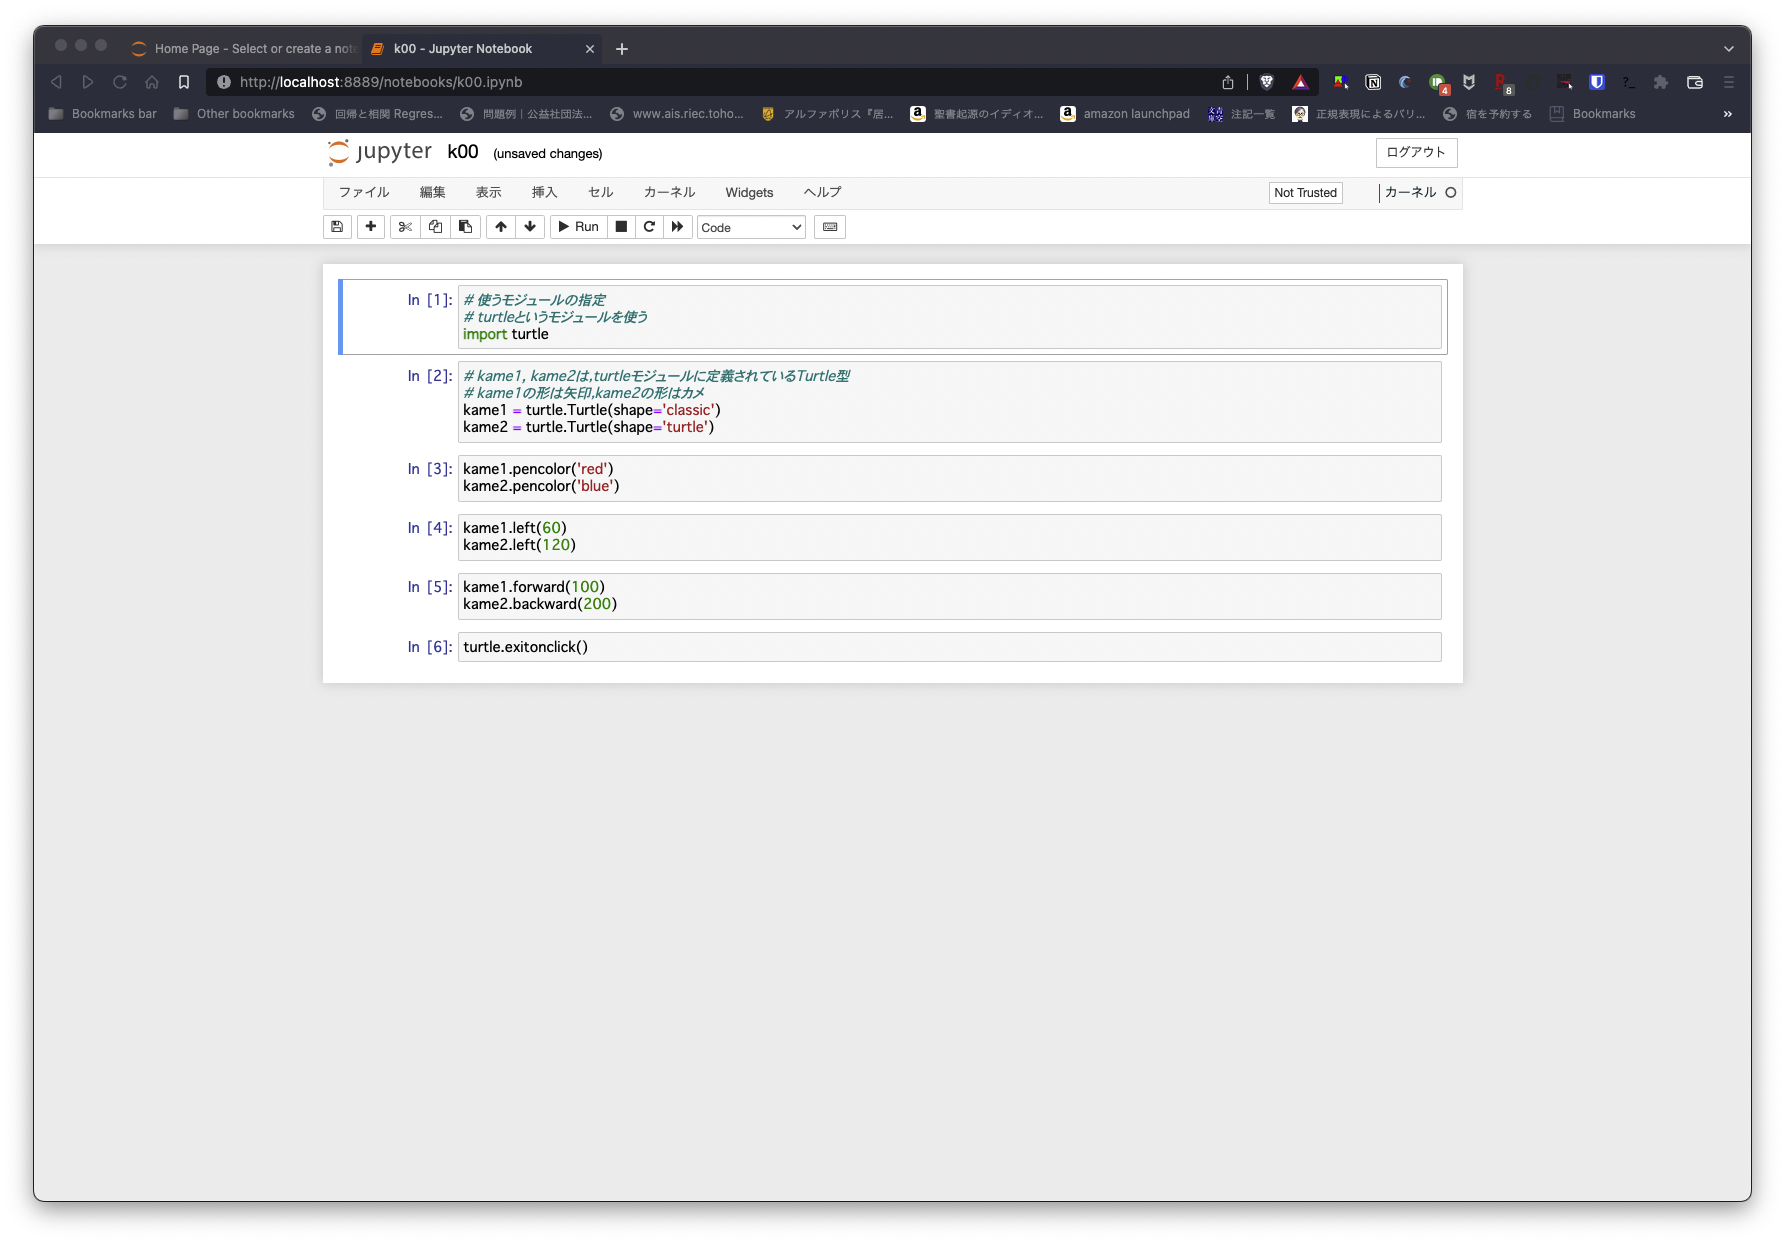 Home Page - Select or create a note
k00 - Jupyter Notebook
http://localhost:8889/notebooks/k00.ipynb
4
8
Bookmarks bar
Other bookmarks
回帰と相関 Regres...
問題例 | 公益社団法...
www.ais.riec.toho...
アルファポリス『居...
聖書起源のイディオ...
amazon launchpad
注記一覧
正規表現によるバリ...
宿を予約する
Bookmarks
»
jupyter k00 (unsaved changes)
ログアウト
ファイル 編集 表示 挿入 セル カーネル Widgets ヘルプ
Not Trusted
カーネル
Run
Code
In [1]:
# 使うモジュールの指定
# turtleというモジュールを使う
import turtle
In [2]:
# kame1, kame2は,turtleモジュールに定義されているTurtle型
# kame1の形は矢印,kame2の形はカメ
kame1 = turtle.Turtle(shape='classic')
kame2 = turtle.Turtle(shape='turtle')
In [3]:
kame1.pencolor('red')
kame2.pencolor('blue')
In [4]:
kame1.left(60)
kame2.left(120)
In [5]:
kame1.forward(100)
kame2.backward(200)
In [6]:
turtle.exitonclick()